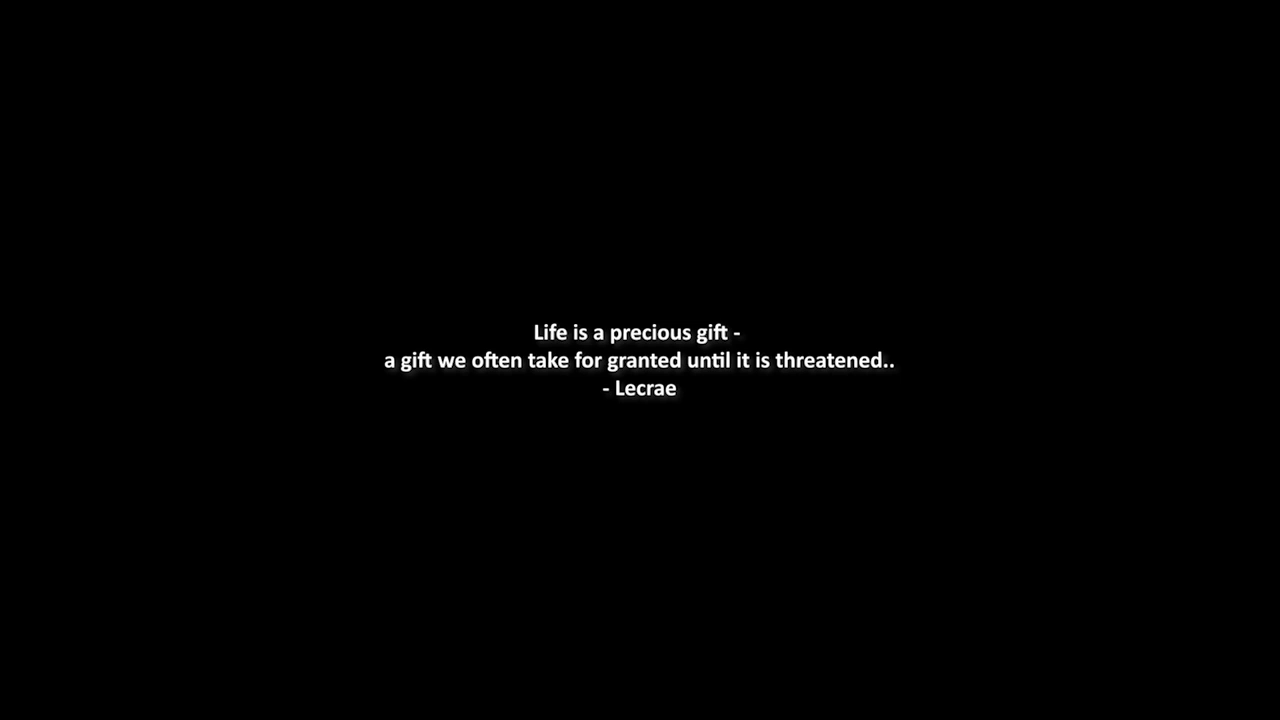 Life is a precious gift -
a gift we often take for granted until it is threatened..
- Lecrae